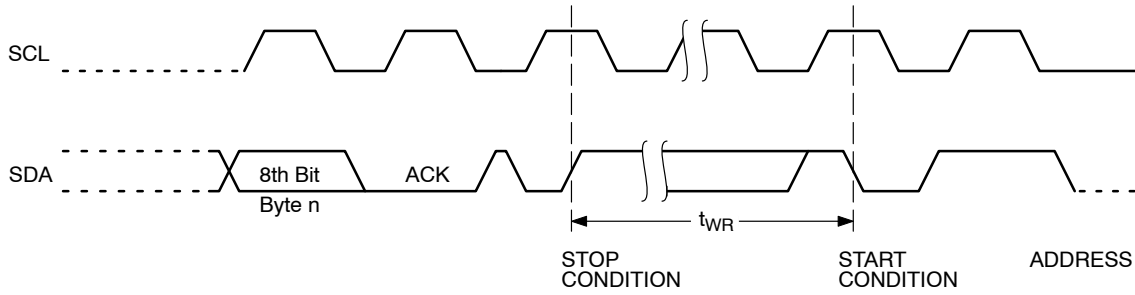 SCL
SDA
8th Bit
Byte n
ACK
tWR
STOP
CONDITION
START
CONDITION
ADDRESS